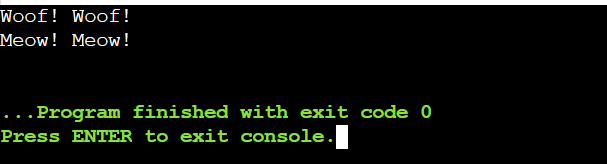 Woof! Woof!
Meow! Meow!
...Program finished with exit code 0
Press ENTER to exit console.